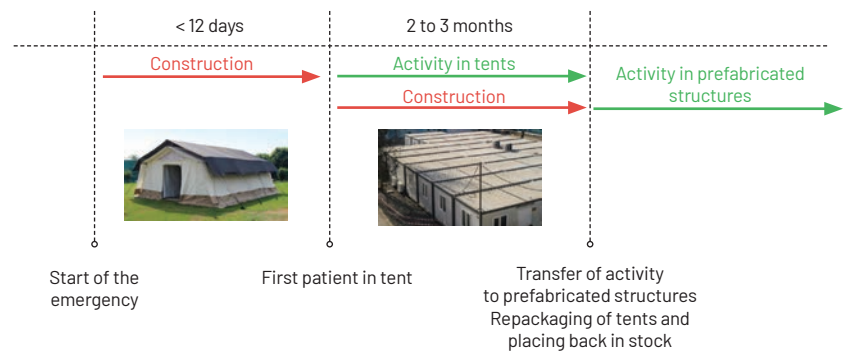 < 12 days
2 to 3 months
Construction
Activity in tents
Construction
Activity in prefabricated
structures
Start of the
emergency
First patient in tent
Transfer of activity
to prefabricated structures
Repackaging of tents and
placing back in stock